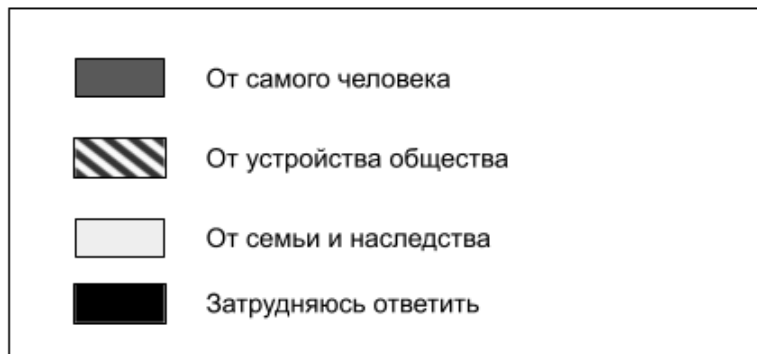 От самого человека
От устройства общества
От семьи и наследства
Затрудняюсь ответить